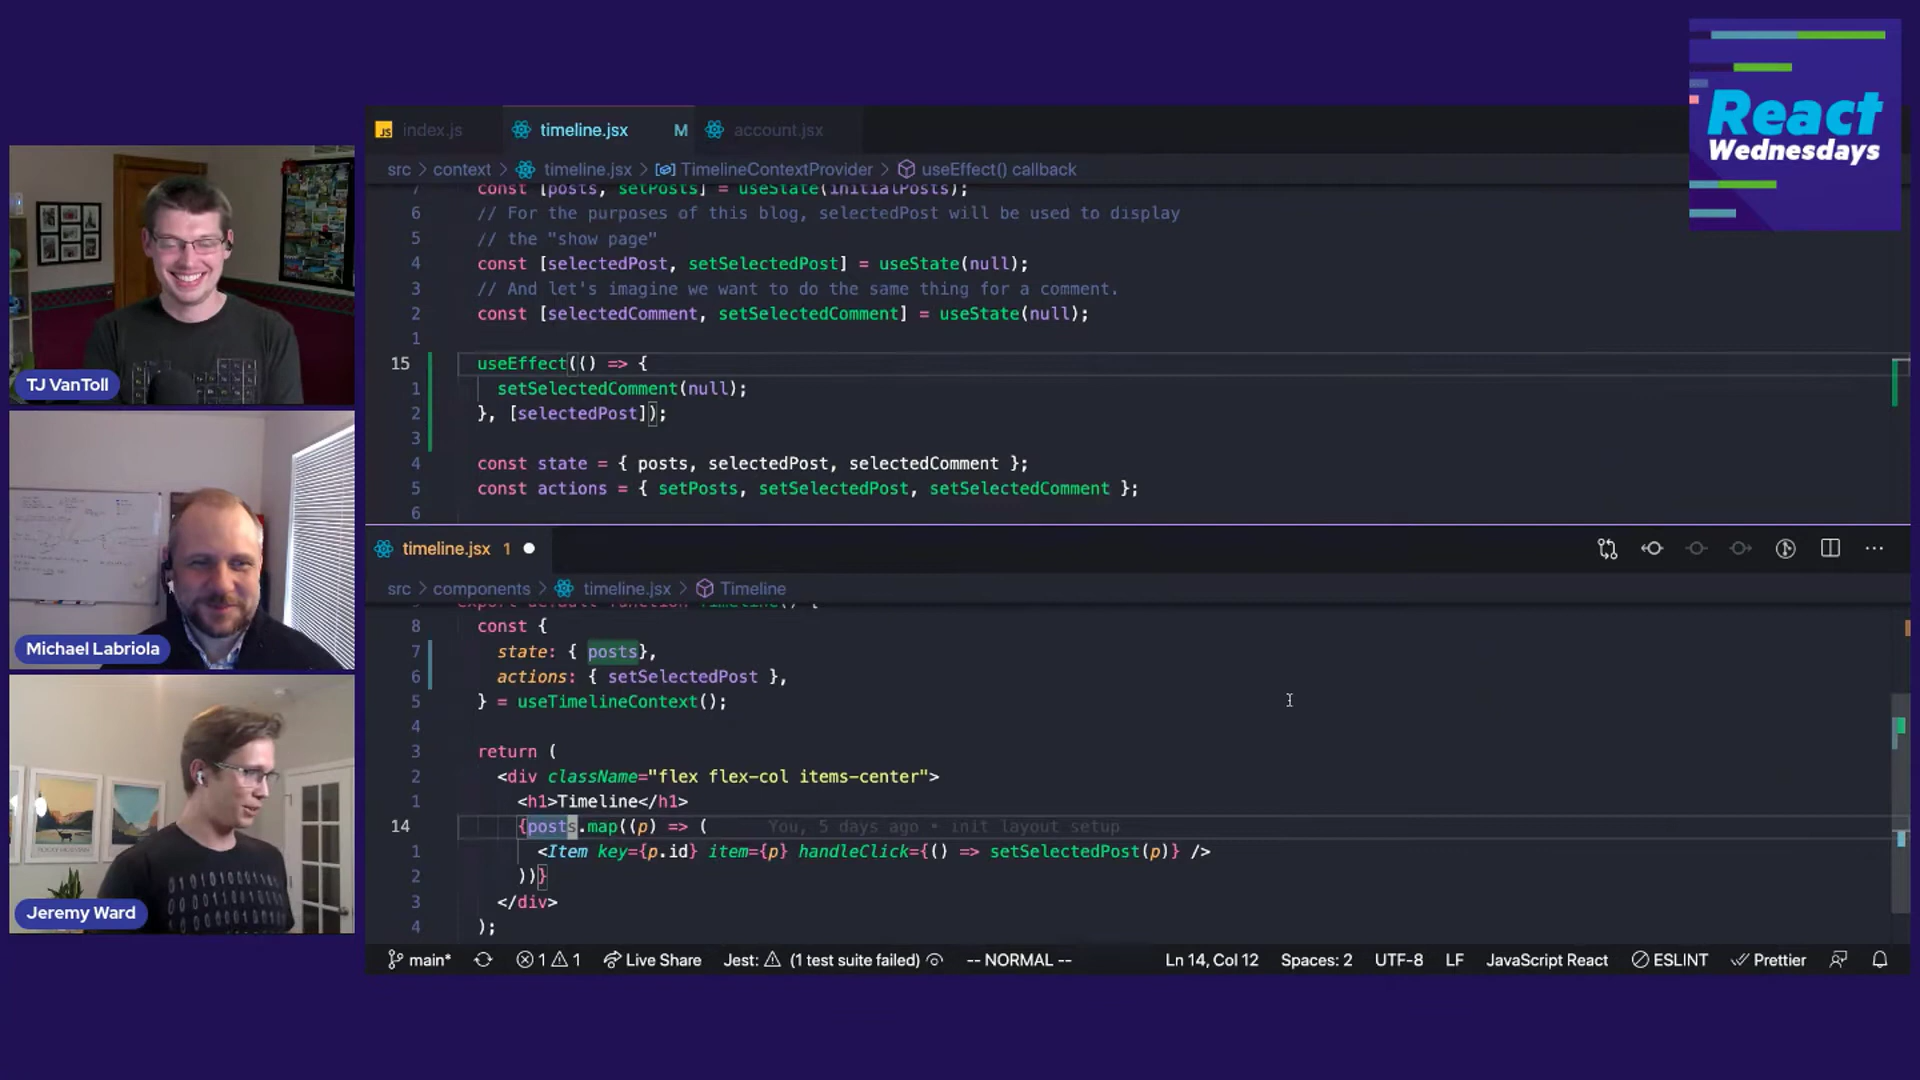 React
Wednesdays
TJ VanToll
Michael Labriola
Jeremy Ward
index.js
timeline.jsx M
account.jsx
src > context > timeline.jsx > TimelineContextProvider > useEffect() callback
7 const [posts, setPosts] = useState(initialPosts);
6 // For the purposes of this blog, selectedPost will be used to display
5 // the "show page"
4 const [selectedPost, setSelectedPost] = useState(null);
3 // And let's imagine we want to do the same thing for a comment.
2 const [selectedComment, setSelectedComment] = useState(null);
1
15 useEffect(() => {
1 setSelectedComment(null);
2 }, [selectedPost]);
3
4 const state = { posts, selectedPost, selectedComment };
5 const actions = { setPosts, setSelectedPost, setSelectedComment };
6
timeline.jsx 1
src > components > timeline.jsx > Timeline
export default function Timeline() {
8 const {
7 state: { posts},
6 actions: { setSelectedPost },
5 } = useTimelineContext();
4
3 return (
2 <div className="flex flex-col items-center">
1 <h1>Timeline</h1>
14 {posts.map((p) => ( You, 5 days ago • init layout setup
1 <Item key={p.id} item={p} handleClick={() => setSelectedPost(p)} />
2 ))}
3 </div>
4 );
main* 1 1 Live Share Jest: (1 test suite failed) -- NORMAL -- Ln 14, Col 12 Spaces: 2 UTF-8 LF JavaScript React ESLINT Prettier